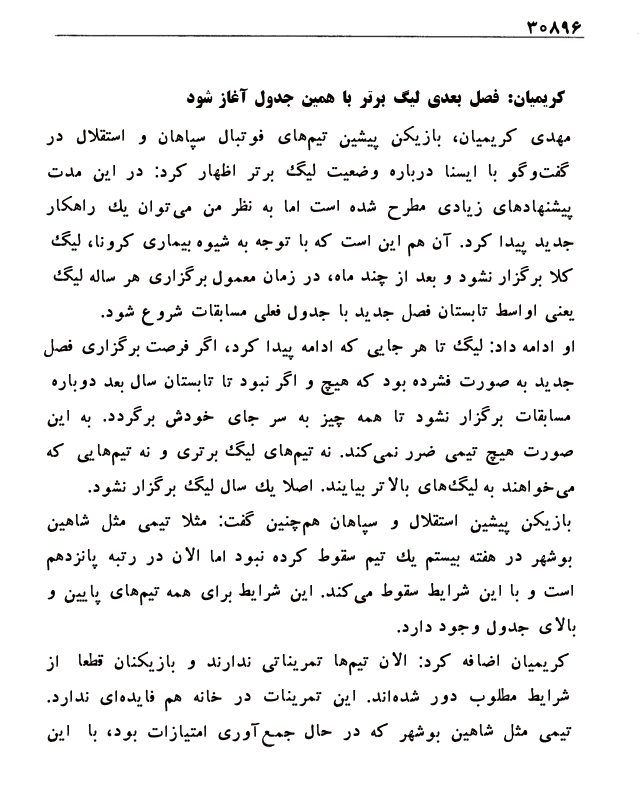 ۳۰۸۹۶
کریمیان: فصل بعدی لیگ برتر با همین جدول آغاز شود
مهدی کریمیان، بازیکن پیشین تیم‌های فوتبال سپاهان و استقلال در
گفت‌وگو با ایسنا درباره وضعیت لیگ برتر اظهار کرد: در این مدت
پیشنهادهای زیادی مطرح شده است اما به نظر من می‌توان یك راهکار
جدید پیدا کرد. آن هم این است که با توجه به شیوه بیماری کرونا، لیگ
کلا برگزار نشود و بعد از چند ماه، در زمان معمول برگزاری هر ساله لیگ
یعنی اواسط تابستان فصل جدید با جدول فعلی مسابقات شروع شود.
او ادامه داد: لیگ تا هر جایی که ادامه پیدا کرد، اگر فرصت برگزاری فصل
جدید به صورت فشرده بود که هیچ و اگر نبود تا تابستان سال بعد دوباره
مسابقات برگزار نشود تا همه چیز به سر جای خودش برگردد. به این
صورت هیچ تیمی ضرر نمی‌کند. نه تیم‌های لیگ برتری و نه تیم‌هایی که
می‌خواهند به لیگ‌های بالاتر بیایند. اصلا یك سال لیگ برگزار نشود.
بازیکن پیشین استقلال و سپاهان هم‌چنین گفت: مثلا تیمی مثل شاهین
بوشهر در هفته بیستم یك تیم سقوط کرده نبود اما الان در رتبه پانزدهم
است و با این شرایط سقوط می‌کند. این شرایط برای همه تیم‌های پایین و
بالای جدول وجود دارد.
کریمیان اضافه کرد: الان تیم‌ها تمریناتی ندارند و بازیکنان قطعا از
شرایط مطلوب دور شده‌اند. این تمرینات در خانه هم فایده‌ای ندارد.
تیمی مثل شاهین بوشهر که در حال جمع‌آوری امتیازات بود، با این